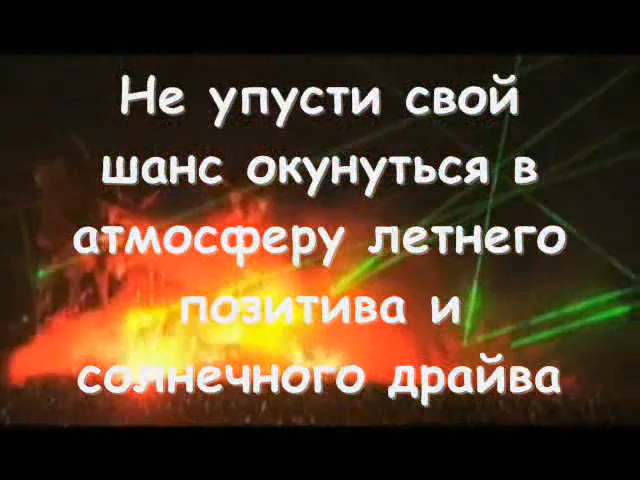 Не упусти свой
шанс окунуться в
атмосферу летнего
позитива и
солнечного драйва